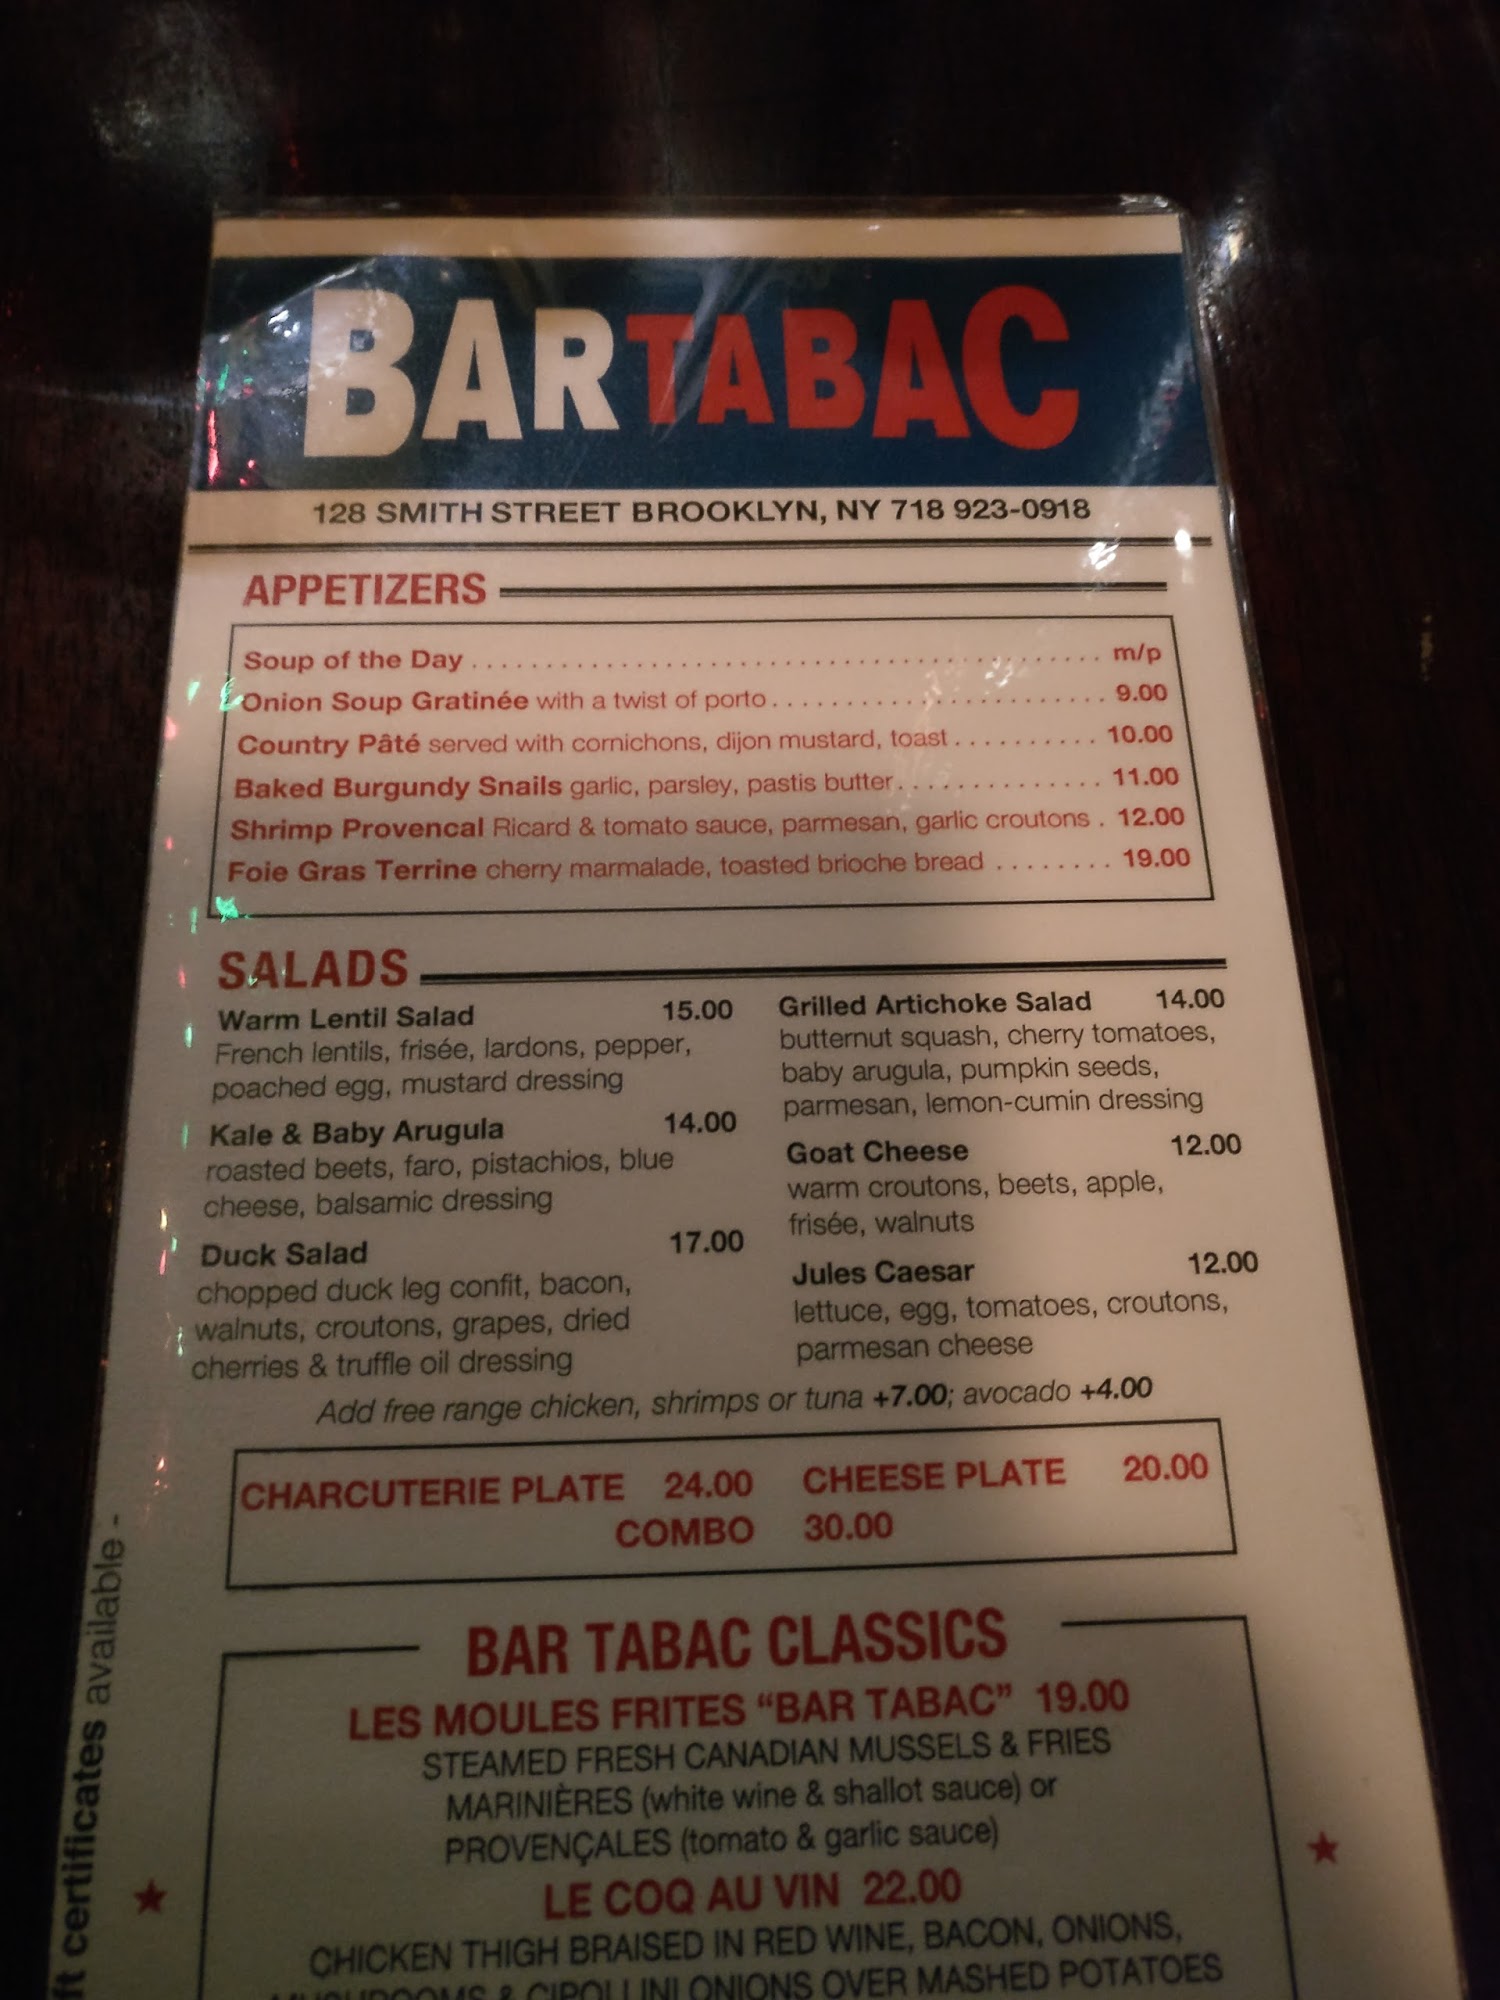 BAR TABAC
128 SMITH STREET BROOKLYN, NY 718 923-0918
APPETIZERS
Soup of the Day ........................................ m/p
Onion Soup Gratinée with a twist of porto ........................ 9.00
Country Pâté served with cornichons, dijon mustard, toast .......... 10.00
Baked Burgundy Snails garlic, parsley, pastis butter .............. 11.00
Shrimp Provencal Ricard & tomato sauce, parmesan, garlic croutons . 12.00
Foie Gras Terrine cherry marmalade, toasted brioche bread ........ 19.00
SALADS
Warm Lentil Salad 15.00
French lentils, frisée, lardons, pepper,
poached egg, mustard dressing
Kale & Baby Arugula 14.00
roasted beets, faro, pistachios, blue
cheese, balsamic dressing
Duck Salad 17.00
chopped duck leg confit, bacon,
walnuts, croutons, grapes, dried
cherries & truffle oil dressing
Grilled Artichoke Salad 14.00
butternut squash, cherry tomatoes,
baby arugula, pumpkin seeds,
parmesan, lemon-cumin dressing
Goat Cheese 12.00
warm croutons, beets, apple,
frisée, walnuts
Jules Caesar 12.00
lettuce, egg, tomatoes, croutons,
parmesan cheese
Add free range chicken, shrimps or tuna +7.00; avocado +4.00
CHARCUTERIE PLATE 24.00 CHEESE PLATE 20.00
COMBO 30.00
BAR TABAC CLASSICS
LES MOULES FRITES “BAR TABAC” 19.00
STEAMED FRESH CANADIAN MUSSELS & FRIES
MARINIÈRES (white wine & shallot sauce) or
PROVENÇALES (tomato & garlic sauce)
LE COQ AU VIN 22.00
CHICKEN THIGH BRAISED IN RED WINE, BACON, ONIONS,
MUSHROOMS & CIPOLLINI ONIONS OVER MASHED POTATOES
ft certificates available -